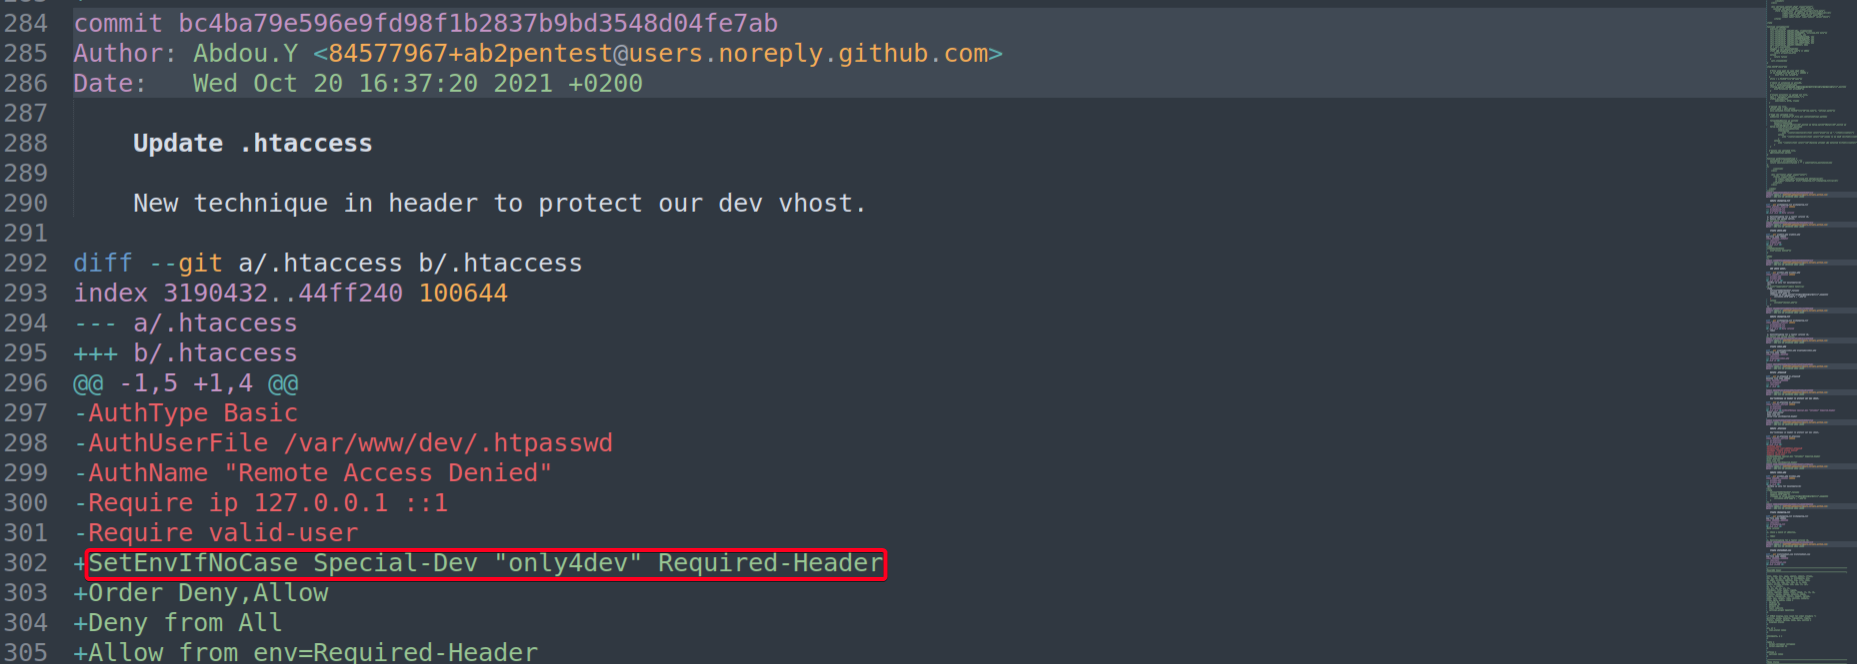 284 commit bc4ba79e596e9fd98f1b2837b9bd3548d04fe7ab
285 Author: Abdou.Y <84577967+ab2pentest@users.noreply.github.com>
286 Date:   Wed Oct 20 16:37:20 2021 +0200
287
288     Update .htaccess
289
290     New technique in header to protect our dev vhost.
291
292 diff --git a/.htaccess b/.htaccess
293 index 3190432..44ff240 100644
294 --- a/.htaccess
295 +++ b/.htaccess
296 @@ -1,5 +1,4 @@
297 -AuthType Basic
298 -AuthUserFile /var/www/dev/.htpasswd
299 -AuthName "Remote Access Denied"
300 -Require ip 127.0.0.1 ::1
301 -Require valid-user
302 +SetEnvIfNoCase Special-Dev "only4dev" Required-Header
303 +Order Deny,Allow
304 +Deny from All
305 +Allow from env=Required-Header